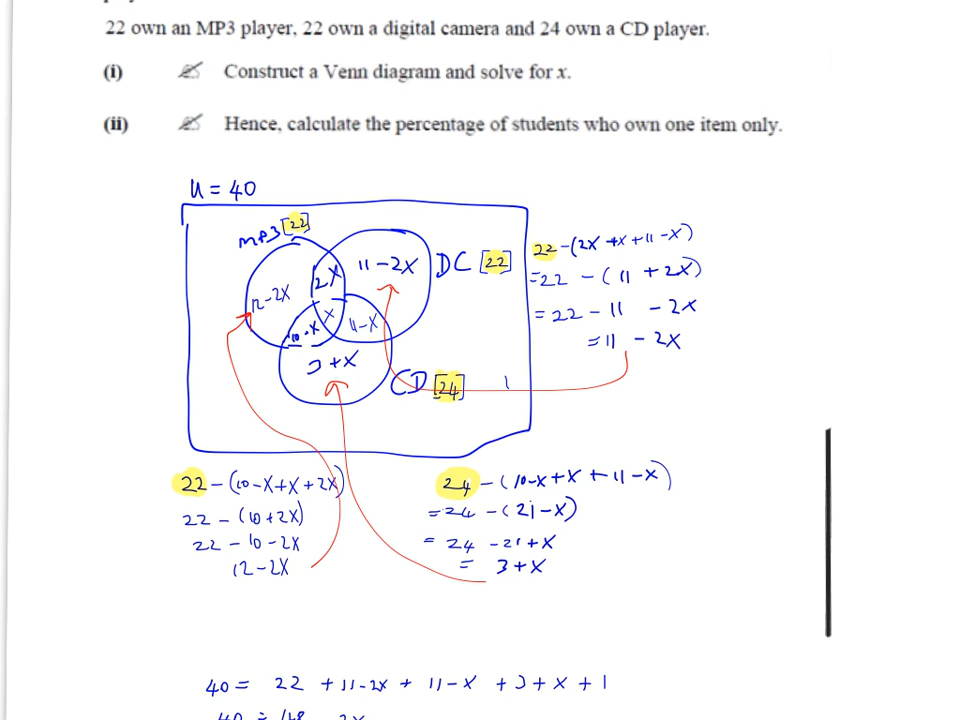 22 own an MP3 player, 22 own a digital camera and 24 own a CD player.
(i) Construct a Venn diagram and solve for x.
(ii) Hence, calculate the percentage of students who own one item only.
U = 40
MP3 [22]
DC [22]
CD [24]
12-2X
2X
11-2X
10-X
X
11-X
3+X
1
22-(2X+X+11-X)
=22-(11+2X)
=22-11-2X
=11-2X
22-(10-X+X+2X)
22-(10+2X)
22-10-2X
12-2X
24-(10-X+X+11-X)
=24-(21-X)
=24-21+X
=3+X
40= 22 +11-2X + 11-X +3+X +1
40 = 48 - 2X